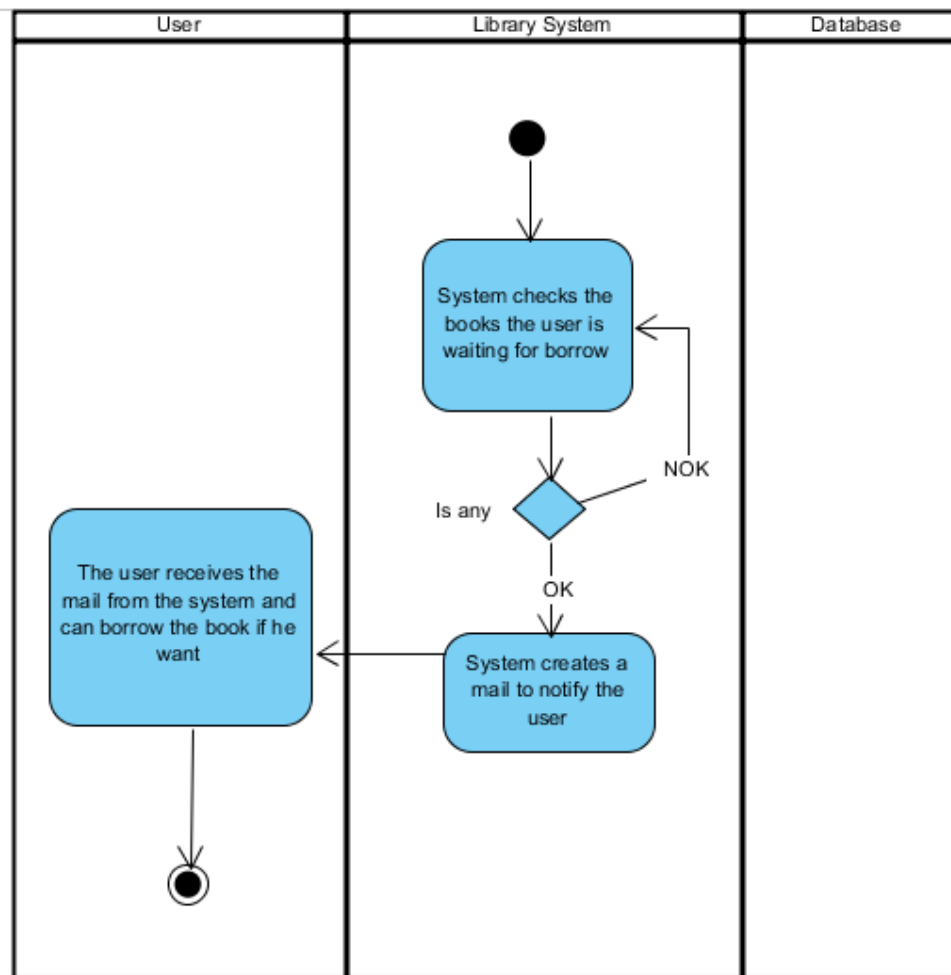 User
Library System
Database
System checks the
books the user is
waiting for borrow
NOK
Is any
OK
The user receives the
mail from the system and
can borrow the book if he
want
System creates a
mail to notify the
user